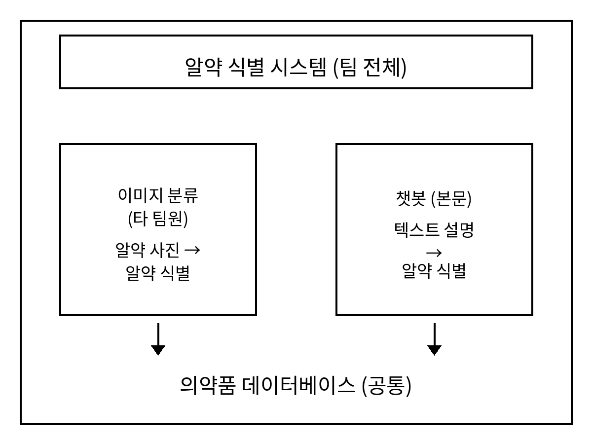 알약 식별 시스템 (팀 전체)
이미지 분류
(타 팀원)
알약 사진 →
알약 식별
챗봇 (본문)
텍스트 설명
→
알약 식별
의약품 데이터베이스 (공통)